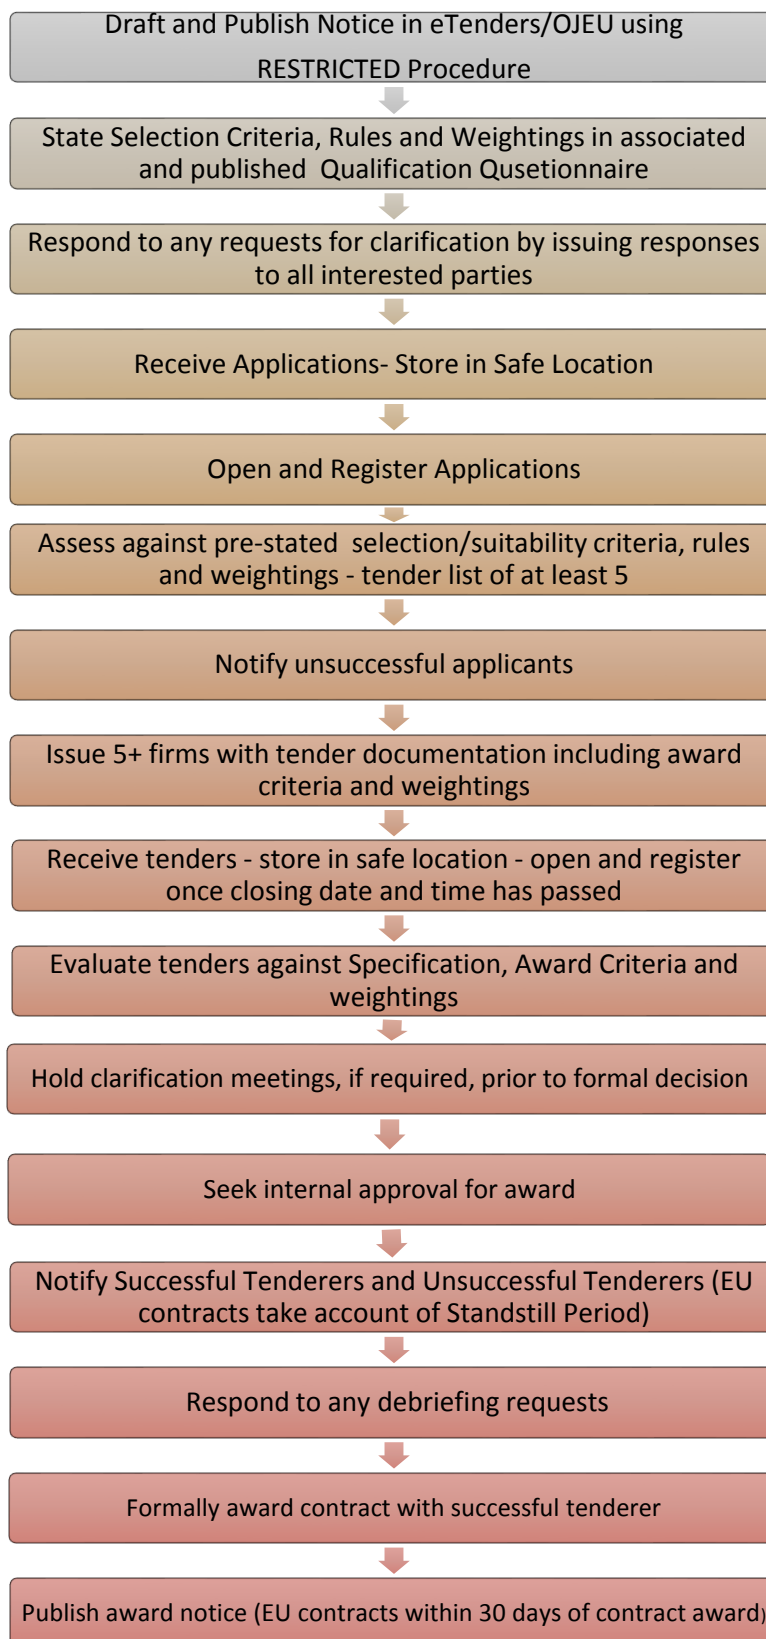 Draft and Publish Notice in eTenders/OJEU using
RESTRICTED Procedure
State Selection Criteria, Rules and Weightings in associated
and published Qualification Qusetionnaire
Respond to any requests for clarification by issuing responses
to all interested parties
Receive Applications- Store in Safe Location
Open and Register Applications
Assess against pre-stated selection/suitability criteria, rules
and weightings - tender list of at least 5
Notify unsuccessful applicants
Issue 5+ firms with tender documentation including award
criteria and weightings
Receive tenders - store in safe location - open and register
once closing date and time has passed
Evaluate tenders against Specification, Award Criteria and
weightings
Hold clarification meetings, if required, prior to formal decision
Seek internal approval for award
Notify Successful Tenderers and Unsuccessful Tenderers (EU
contracts take account of Standstill Period)
Respond to any debriefing requests
Formally award contract with successful tenderer
Publish award notice (EU contracts within 30 days of contract award)